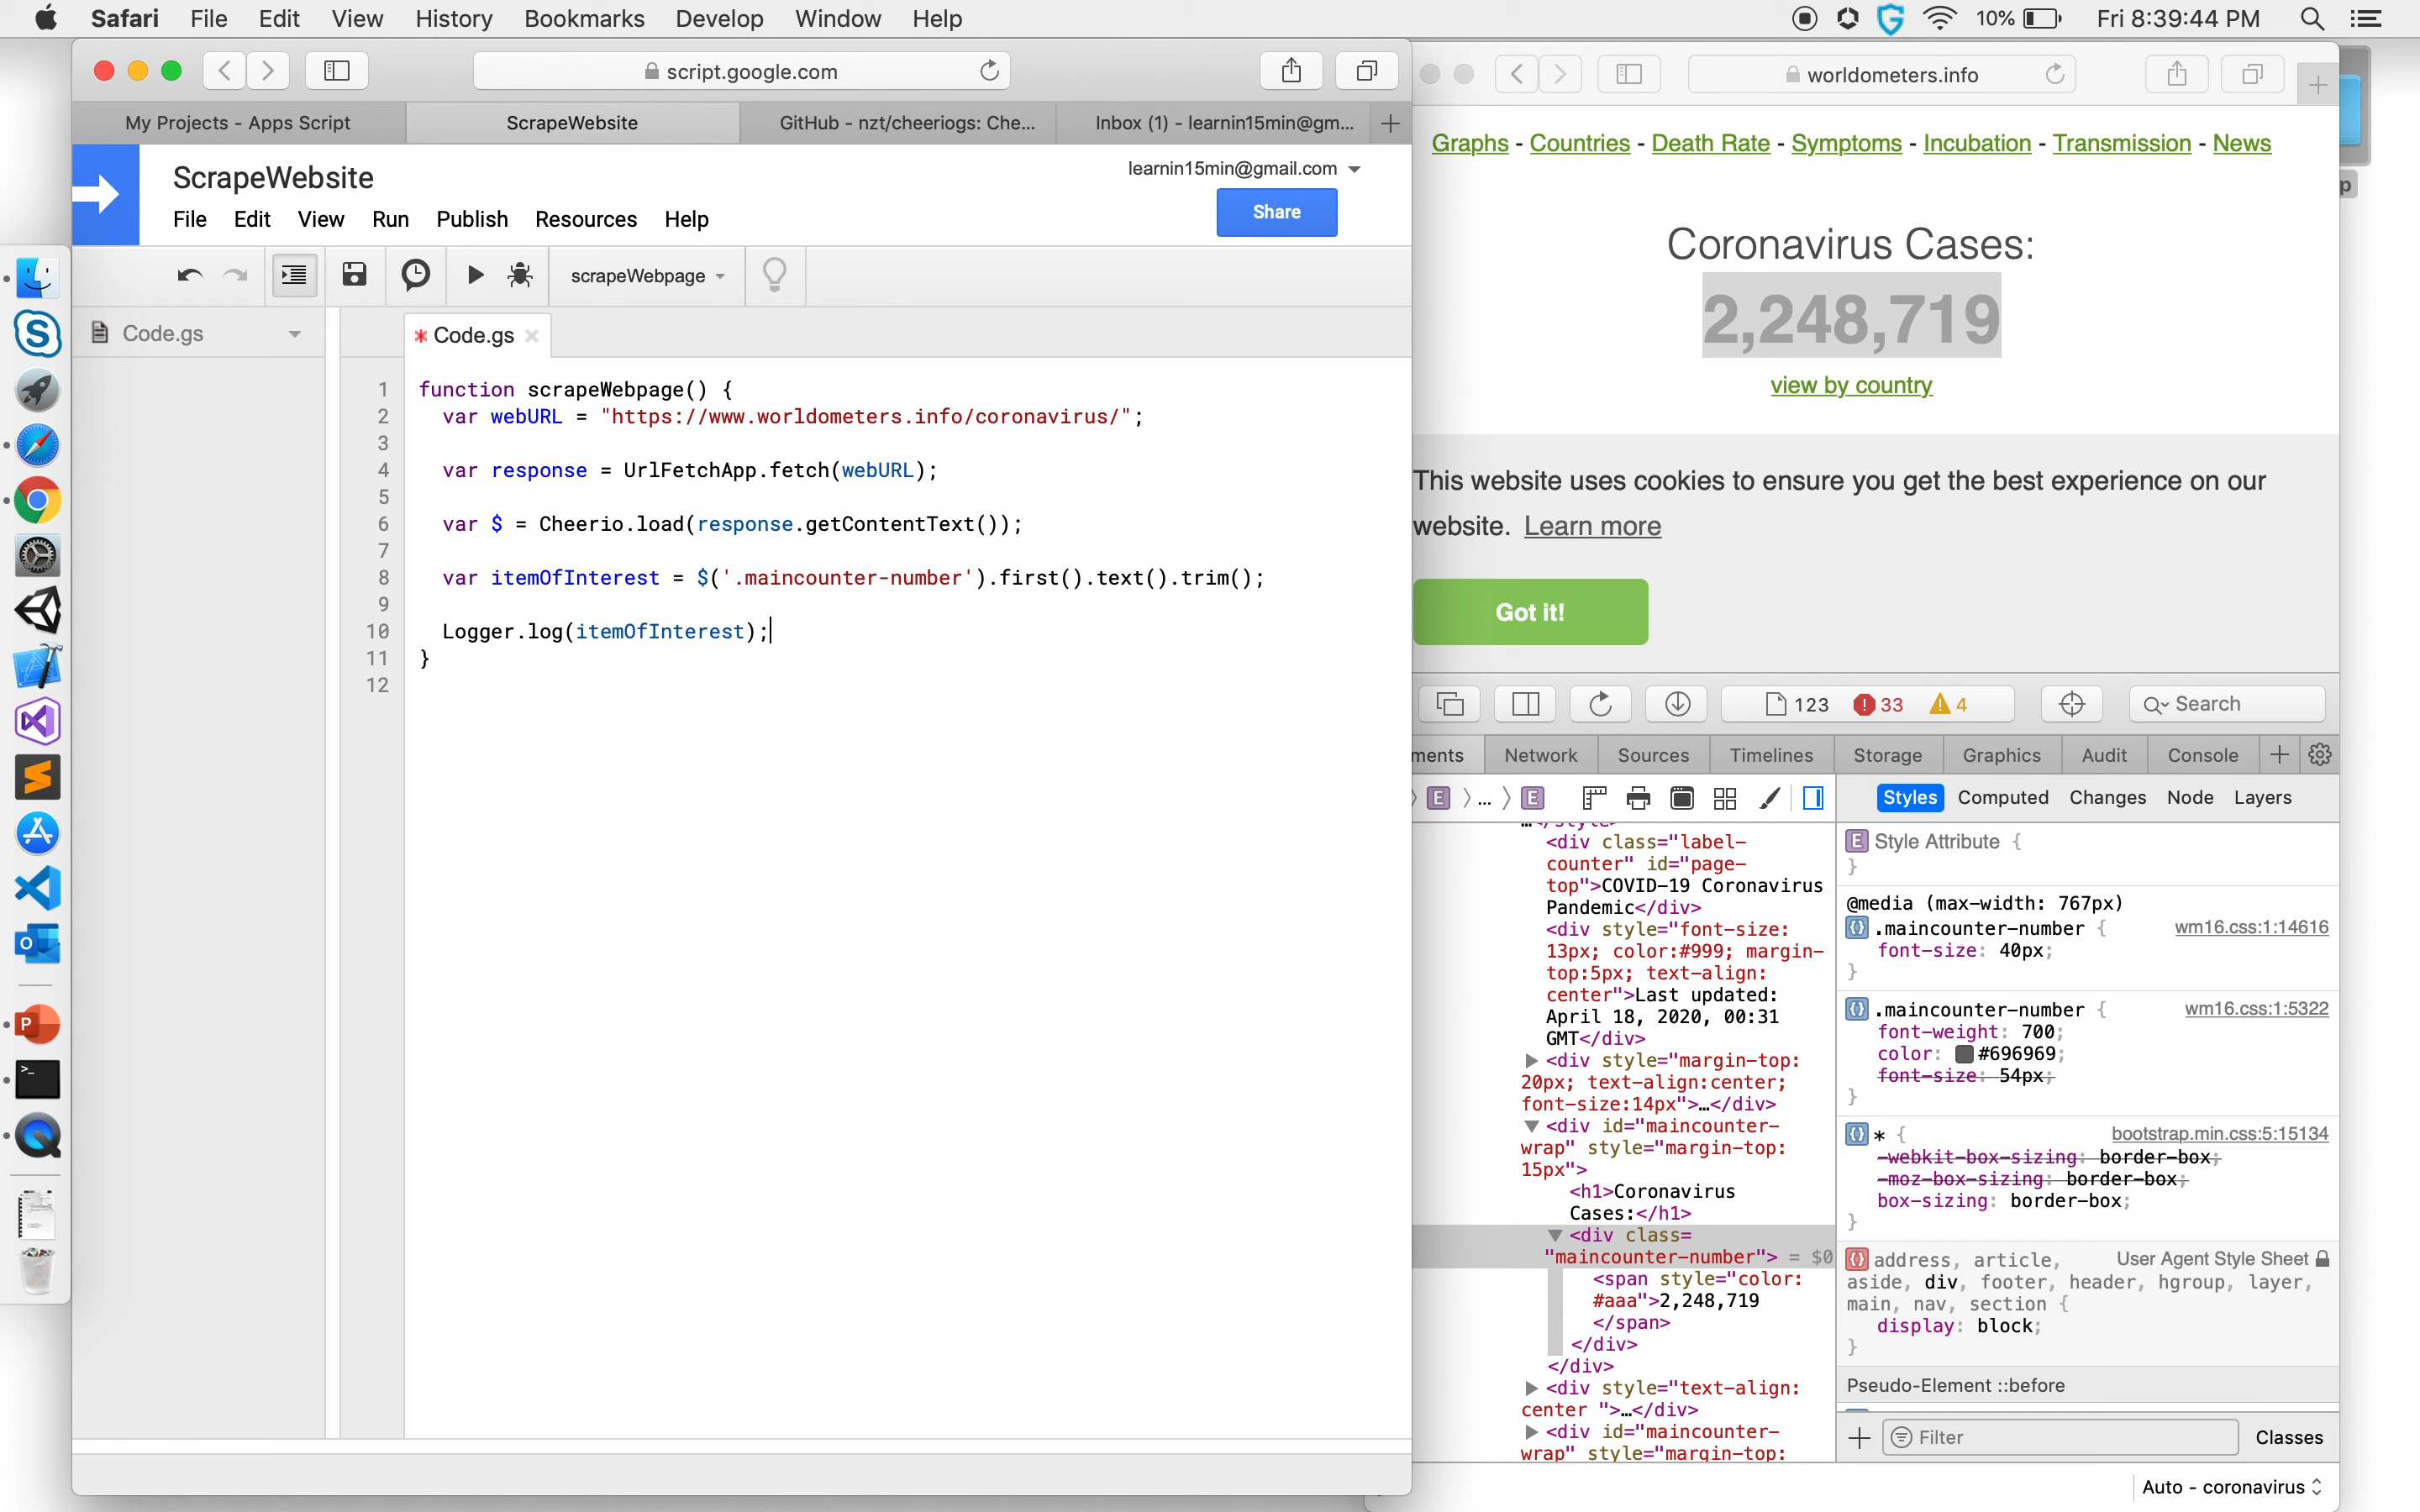 Safari File Edit View History Bookmarks Develop Window Help
10% Fri 8:39:44 PM
script.google.com
My Projects - Apps Script
ScrapeWebsite
GitHub - nzt/cheeriogs: Che...
Inbox (1) - learnin15min@gm...
ScrapeWebsite
learnin15min@gmail.com
File Edit View Run Publish Resources Help
Share
scrapeWebpage
Code.gs
* Code.gs
1 function scrapeWebpage() {
2 var webURL = "https://www.worldometers.info/coronavirus/";
3
4 var response = UrlFetchApp.fetch(webURL);
5
6 var $ = Cheerio.load(response.getContentText());
7
8 var itemOfInterest = $('.maincounter-number').first().text().trim();
9
10 Logger.log(itemOfInterest);
11 }
12
worldometers.info
Graphs - Countries - Death Rate - Symptoms - Incubation - Transmission - News
Coronavirus Cases:
2,248,719
view by country
This website uses cookies to ensure you get the best experience on our
website. Learn more
Got it!
123 33 4
Search
ments Network Sources Timelines Storage Graphics Audit Console
E ... E
Styles Computed Changes Node Layers
<div class="label-
counter" id="page-
top">COVID-19 Coronavirus
Pandemic</div>
<div style="font-size:
13px; color:#999; margin-
top:5px; text-align:
center">Last updated:
April 18, 2020, 00:31
GMT</div>
<div style="margin-top:
20px; text-align:center;
font-size:14px">…</div>
<div id="maincounter-
wrap" style="margin-top:
15px">
<h1>Coronavirus
Cases:</h1>
<div class=
"maincounter-number"> = $0
<span style="color:
#aaa">2,248,719
</span>
</div>
</div>
<div style="text-align:
center ">…</div>
<div id="maincounter-
wrap" style="margin-top:
E Style Attribute {
}
@media (max-width: 767px)
.maincounter-number { wm16.css:1:14616
font-size: 40px;
}
.maincounter-number { wm16.css:1:5322
font-weight: 700;
color: #696969;
font-size: 54px;
}
* { bootstrap.min.css:5:15134
-webkit-box-sizing: border-box;
-moz-box-sizing: border-box;
box-sizing: border-box;
}
address, article, User Agent Style Sheet
aside, div, footer, header, hgroup, layer,
main, nav, section {
display: block;
}
Pseudo-Element ::before
Filter
Classes
Auto - coronavirus
p